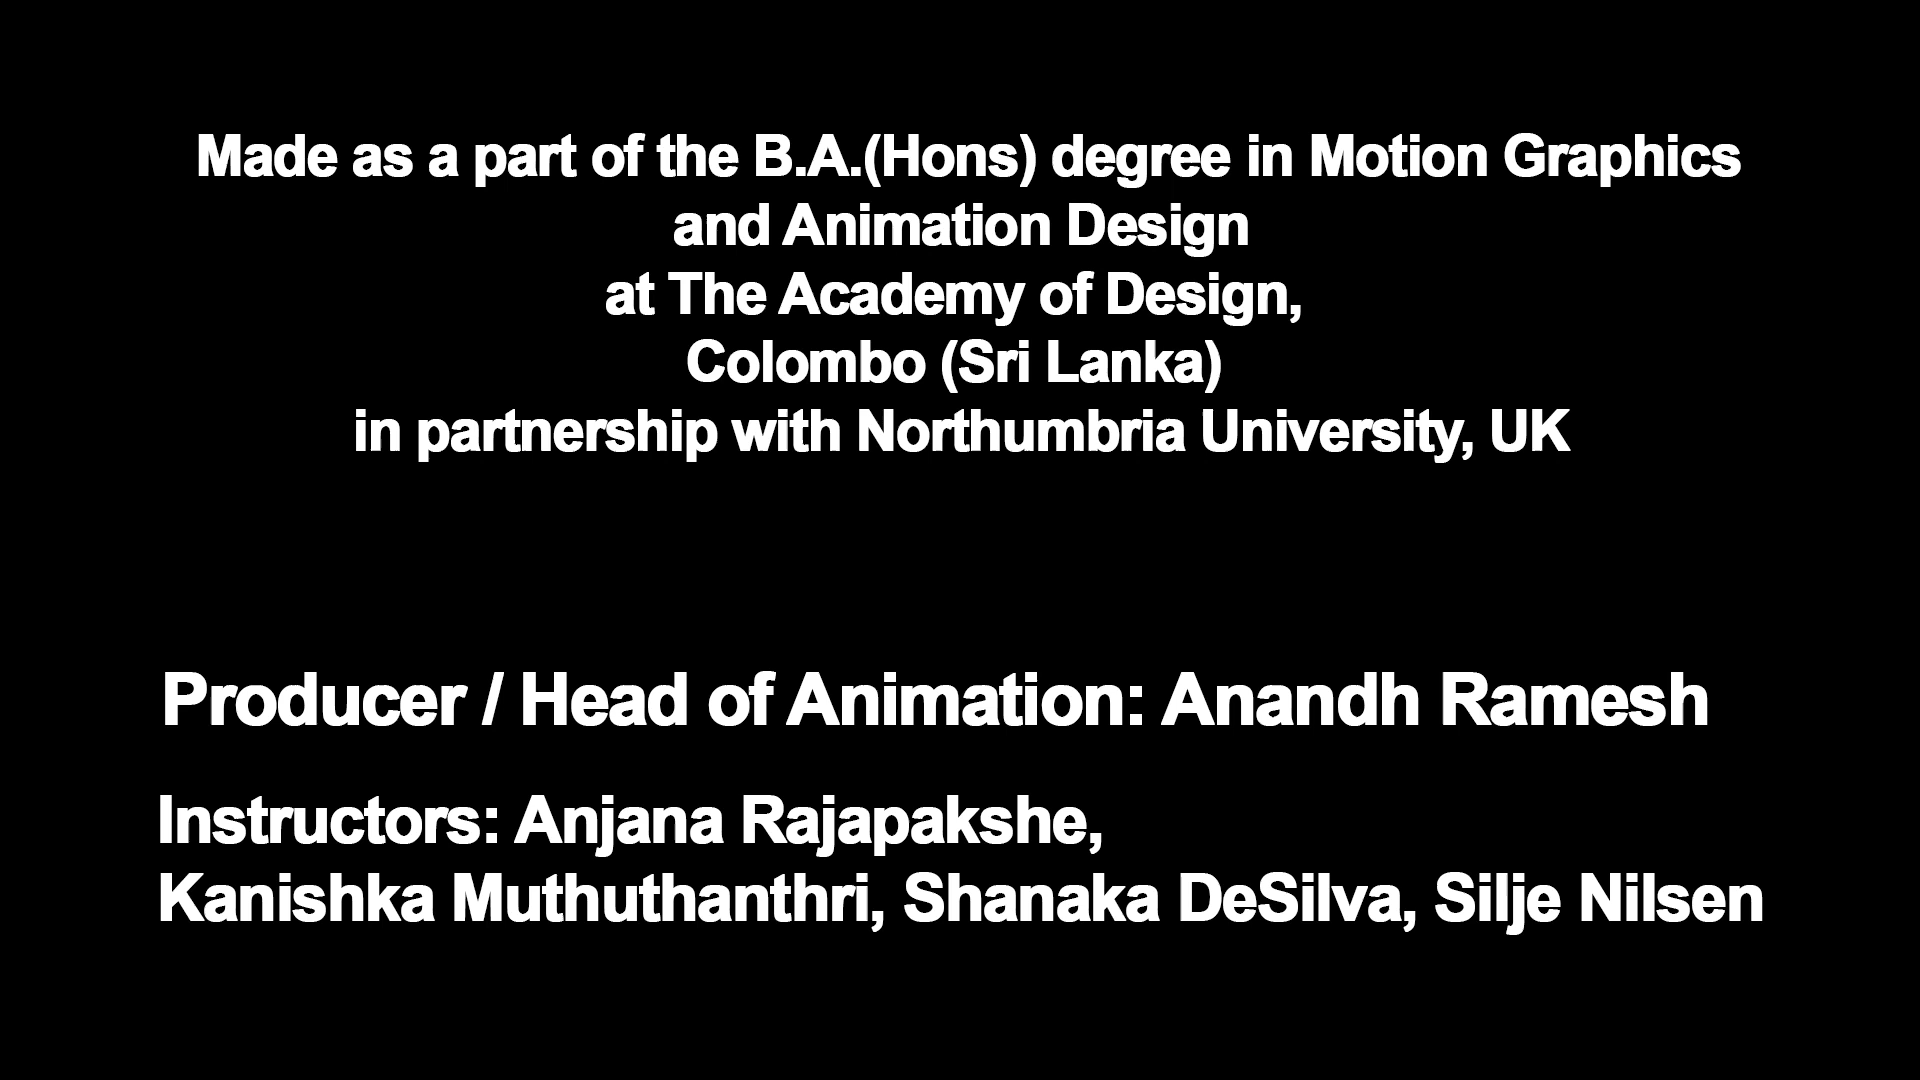 Made as a part of the B.A.(Hons) degree in Motion Graphics
and Animation Design
at The Academy of Design,
Colombo (Sri Lanka)
in partnership with Northumbria University, UK
Producer / Head of Animation: Anandh Ramesh
Instructors: Anjana Rajapakshe,
Kanishka Muthuthanthri, Shanaka DeSilva, Silje Nilsen